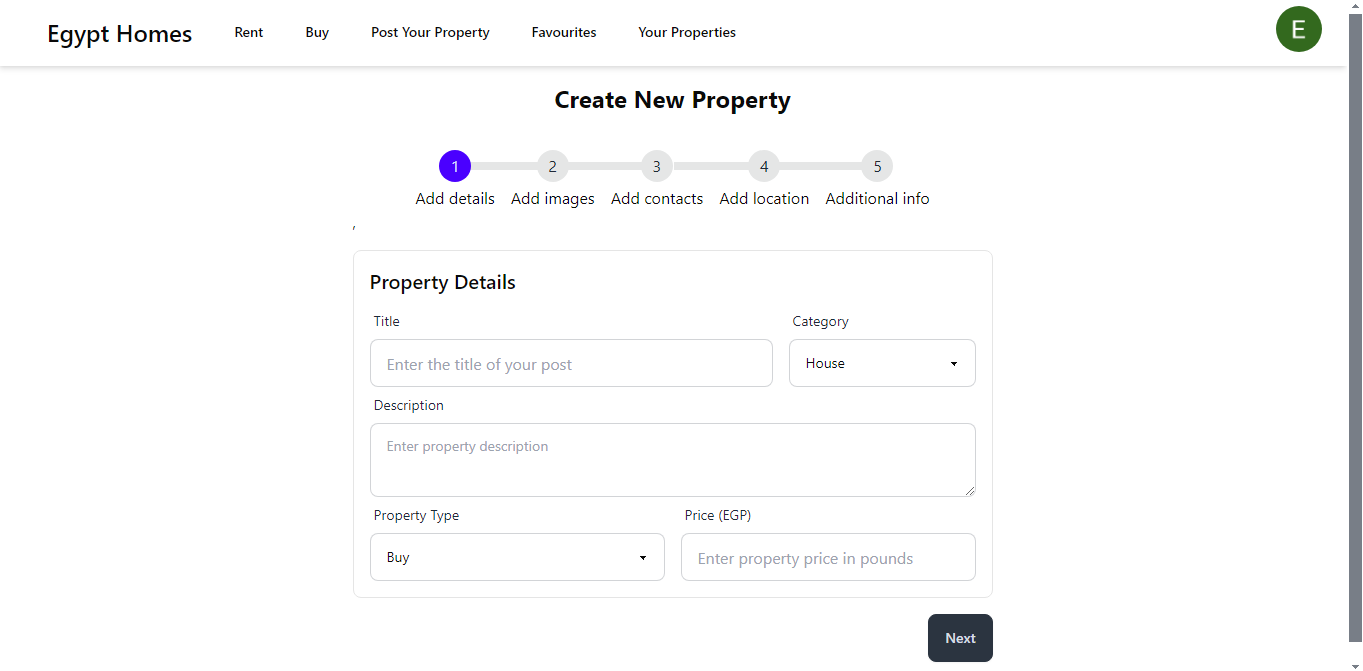 Egypt Homes Rent Buy Post Your Property Favourites Your Properties E
Create New Property
1 2 3 4 5
Add details Add images Add contacts Add location Additional info
,
Property Details
Title Category
Enter the title of your post House
Description
Enter property description
Property Type Price (EGP)
Buy Enter property price in pounds
Next